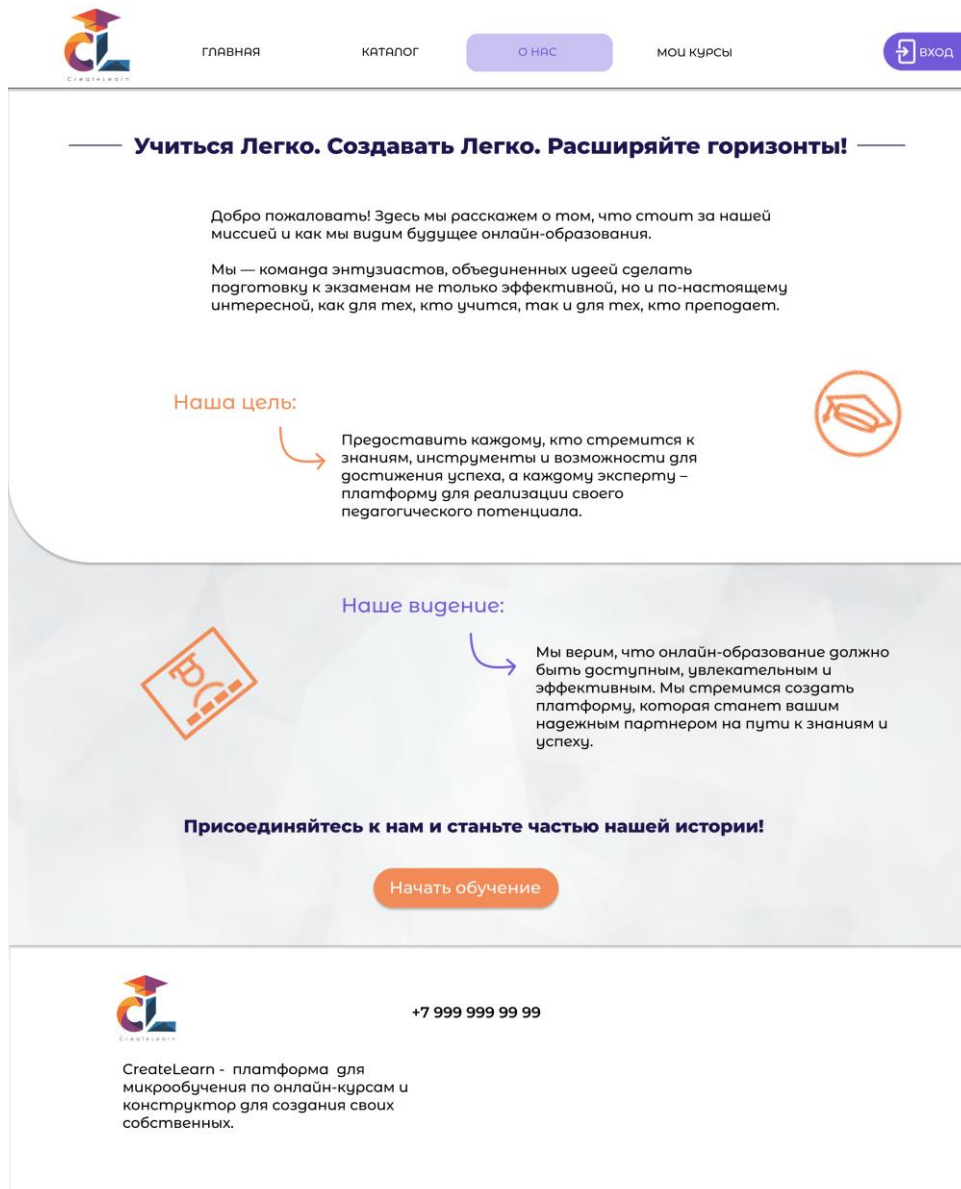 CL
CreateLearn
ГЛАВНАЯ
КАТАЛОГ
О НАС
МОИ КУРСЫ
ВХОД
Учиться Легко. Создавать Легко. Расширяйте горизонты!
Добро пожаловать! Здесь мы расскажем о том, что стоит за нашей
миссией и как мы видим будущее онлайн-образования.
Мы — команда энтузиастов, объединенных идеей сделать
подготовку к экзаменам не только эффективной, но и по-настоящему
интересной, как для тех, кто учится, так и для тех, кто преподает.
Наша цель:
Предоставить каждому, кто стремится к
знаниям, инструменты и возможности для
достижения успеха, а каждому эксперту –
платформу для реализации своего
педагогического потенциала.
Наше видение:
Мы верим, что онлайн-образование должно
быть доступным, увлекательным и
эффективным. Мы стремимся создать
платформу, которая станет вашим
надежным партнером на пути к знаниям и
успеху.
Присоединяйтесь к нам и станьте частью нашей истории!
Начать обучение
CL
CreateLearn
+7 999 999 99 99
CreateLearn - платформа для
микрообучения по онлайн-курсам и
конструктор для создания своих
собственных.